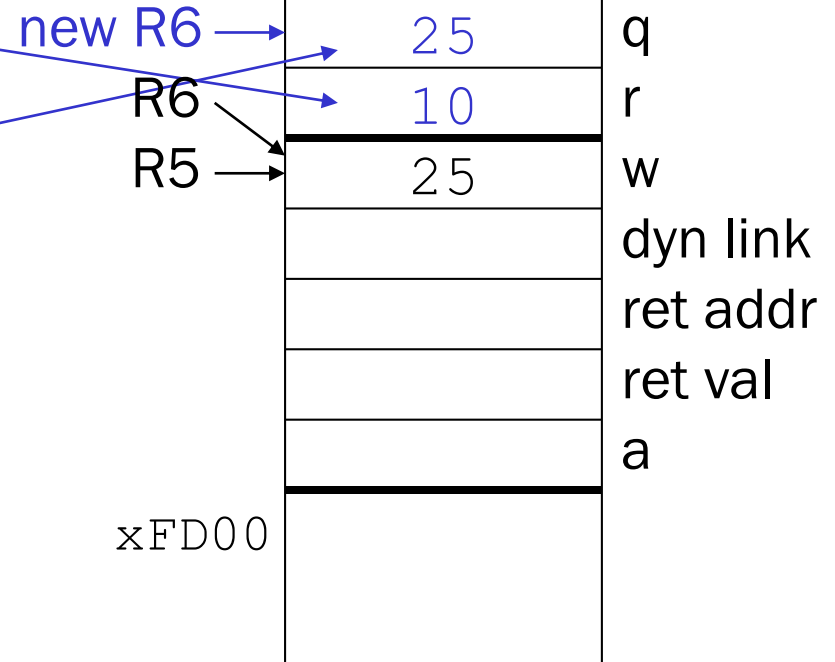 new R6 25 q
R6 10 r
R5 25 w
dyn link
ret addr
ret val
a
xFD00